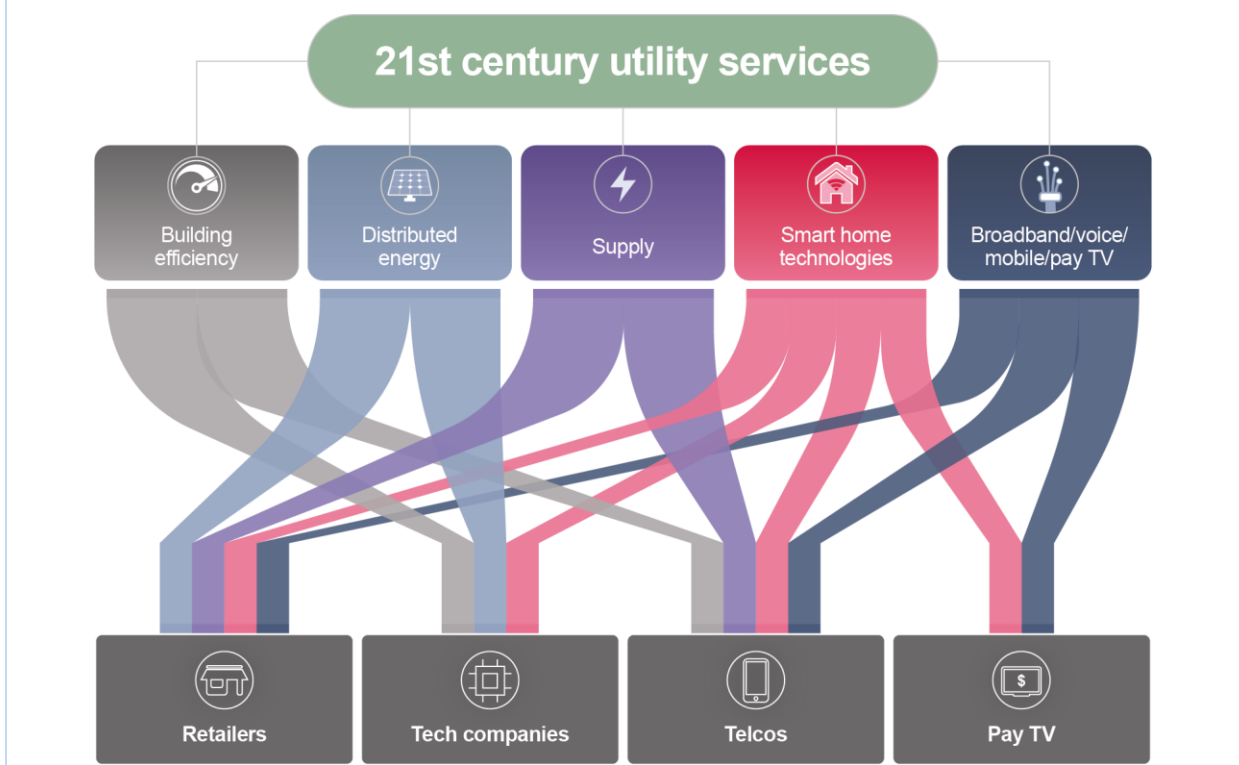 21st century utility services
Building
efficiency
Distributed
energy
Supply
Smart home
technologies
Broadband/voice/
mobile/pay TV
Retailers
Tech companies
Telcos
$
Pay TV